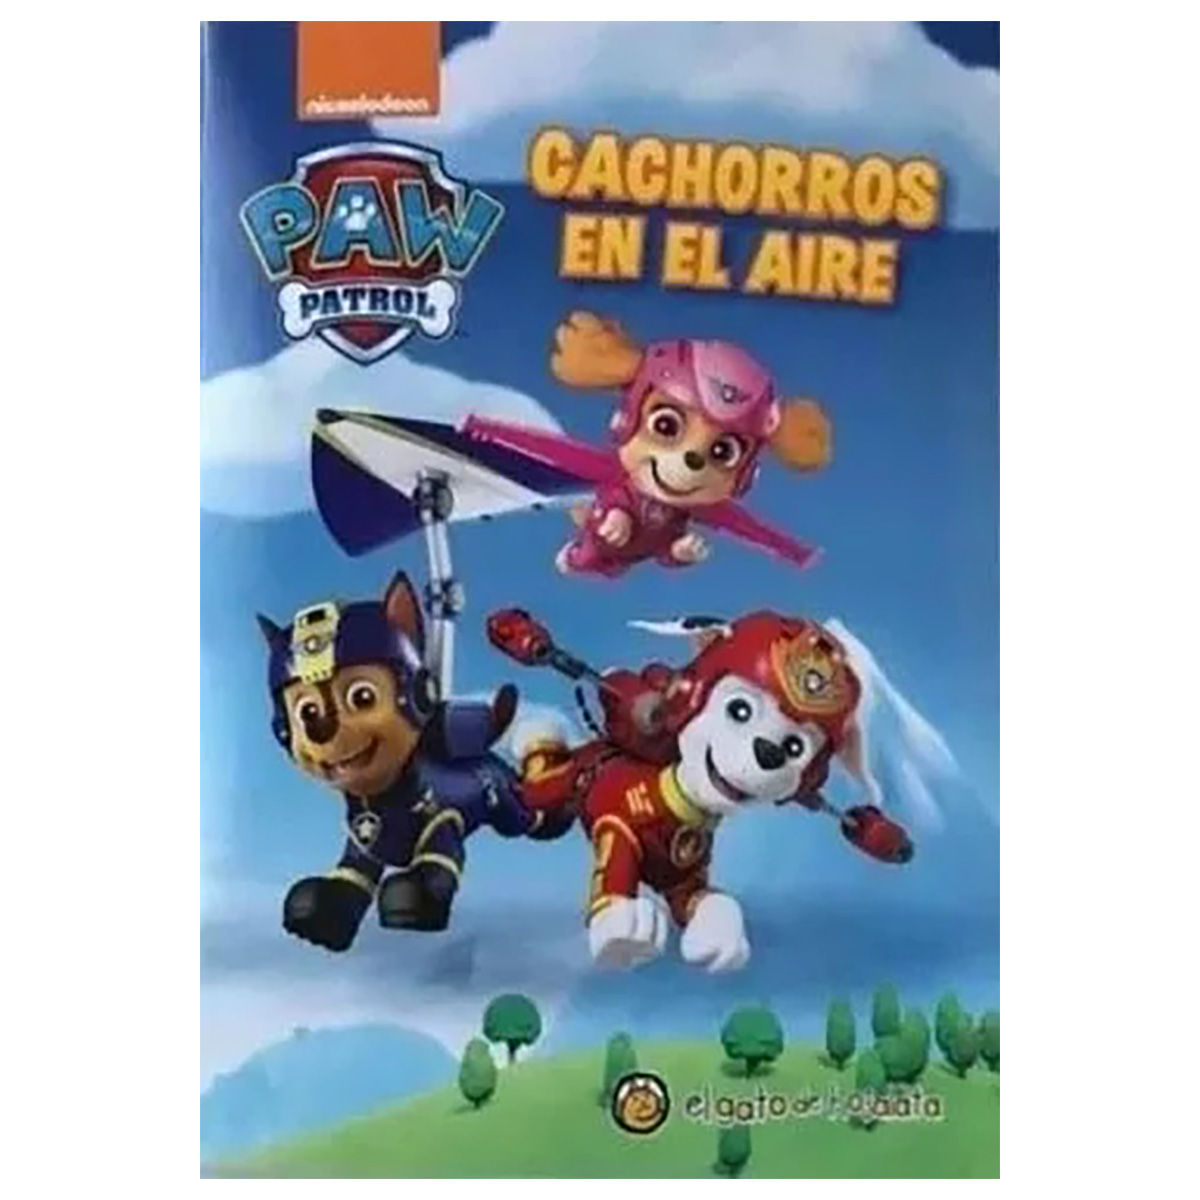 nickelodeon
PAW
PATROL
CACHORROS
EN EL AIRE
el gato de hojalata